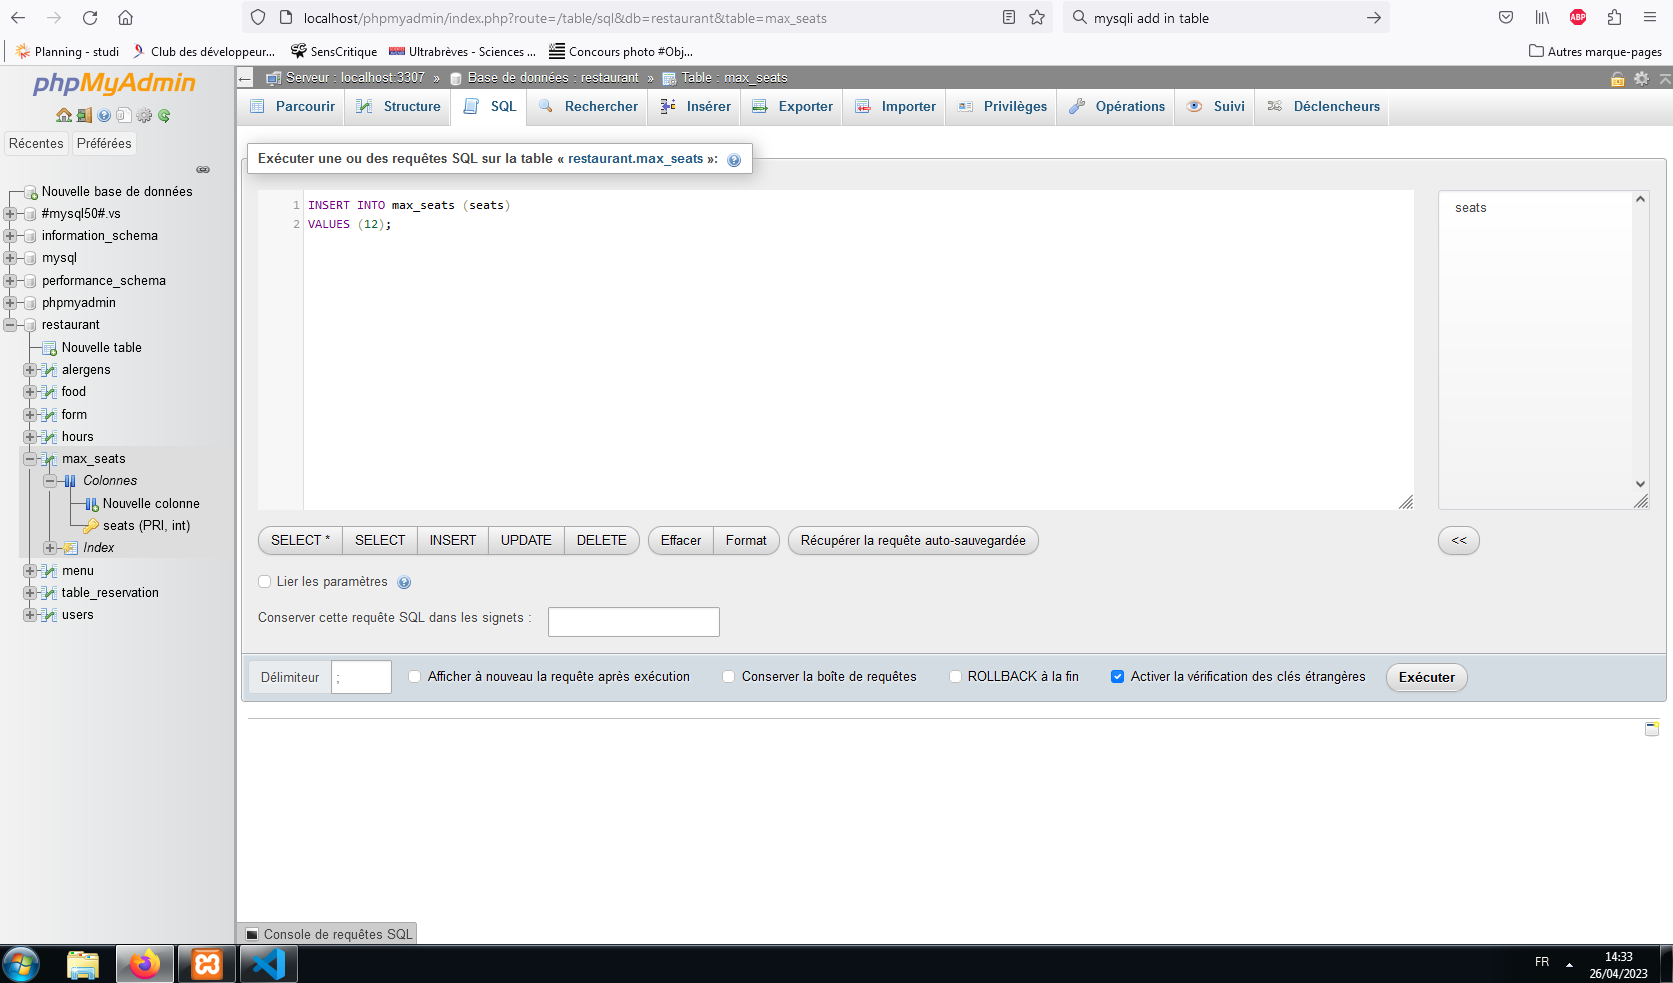 localhost/phpmyadmin/index.php?route=/table/sql&db=restaurant&table=max_seats
mysqli add in table
ABP
Planning - studi
Club des développeur...
SensCritique
Ultrabrèves - Sciences ...
Concours photo #Obj...
Autres marque-pages
phpMyAdmin
Récentes
Préférées
Nouvelle base de données
#mysql50#.vs
information_schema
mysql
performance_schema
phpmyadmin
restaurant
Nouvelle table
alergens
food
form
hours
max_seats
Colonnes
Nouvelle colonne
seats (PRI, int)
Index
menu
table_reservation
users
Serveur : localhost:3307 » Base de données : restaurant » Table : max_seats
Parcourir
Structure
SQL
Rechercher
Insérer
Exporter
Importer
Privilèges
Opérations
Suivi
Déclencheurs
Exécuter une ou des requêtes SQL sur la table « restaurant.max_seats »:
1 INSERT INTO max_seats (seats)
2 VALUES (12);
seats
SELECT *
SELECT
INSERT
UPDATE
DELETE
Effacer
Format
Récupérer la requête auto-sauvegardée
<<
Lier les paramètres
Conserver cette requête SQL dans les signets :
Délimiteur
;
Afficher à nouveau la requête après exécution
Conserver la boîte de requêtes
ROLLBACK à la fin
Activer la vérification des clés étrangères
Exécuter
Console de requêtes SQL
FR
14:33
26/04/2023